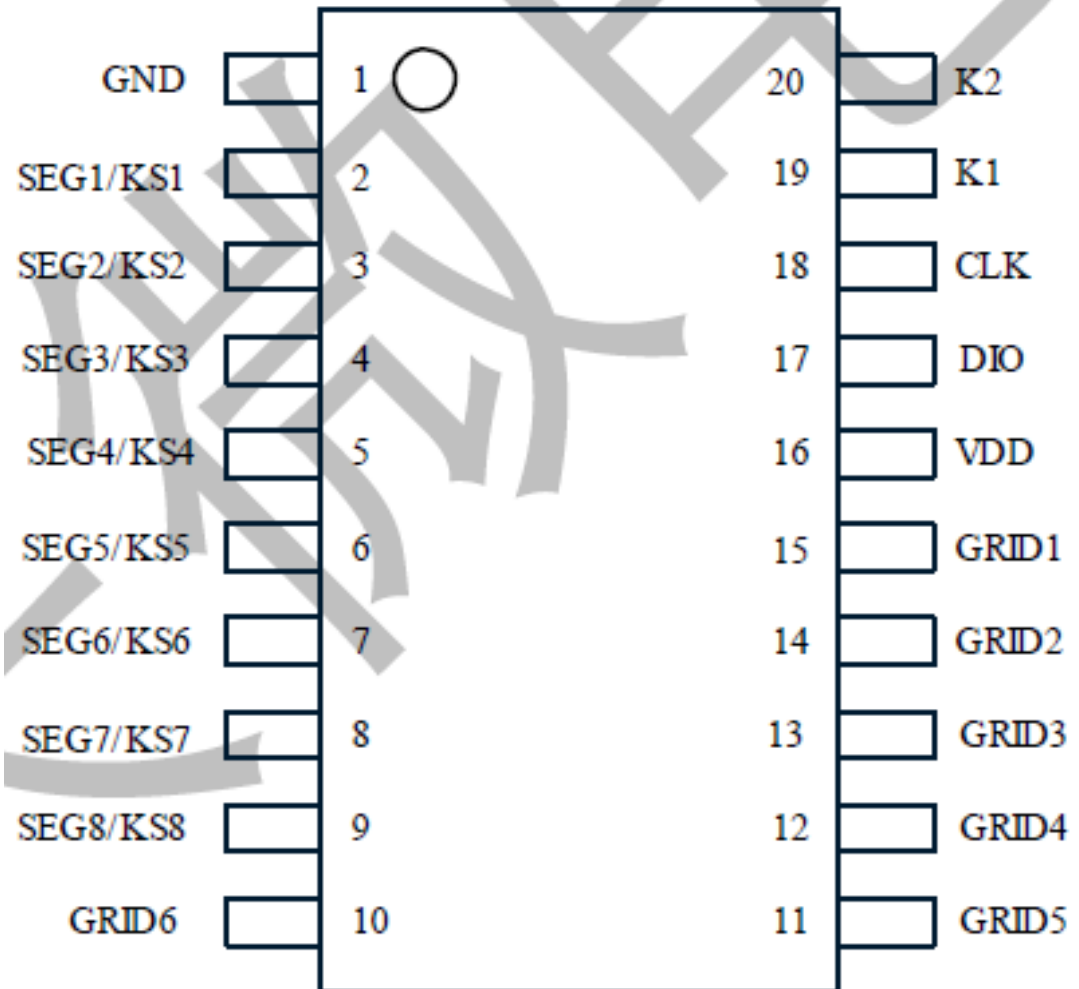 GND 1 20 K2
SEG1/KS1 2 19 K1
SEG2/KS2 3 18 CLK
SEG3/KS3 4 17 DIO
SEG4/KS4 5 16 VDD
SEG5/KS5 6 15 GRID1
SEG6/KS6 7 14 GRID2
SEG7/KS7 8 13 GRID3
SEG8/KS8 9 12 GRID4
GRID6 10 11 GRID5